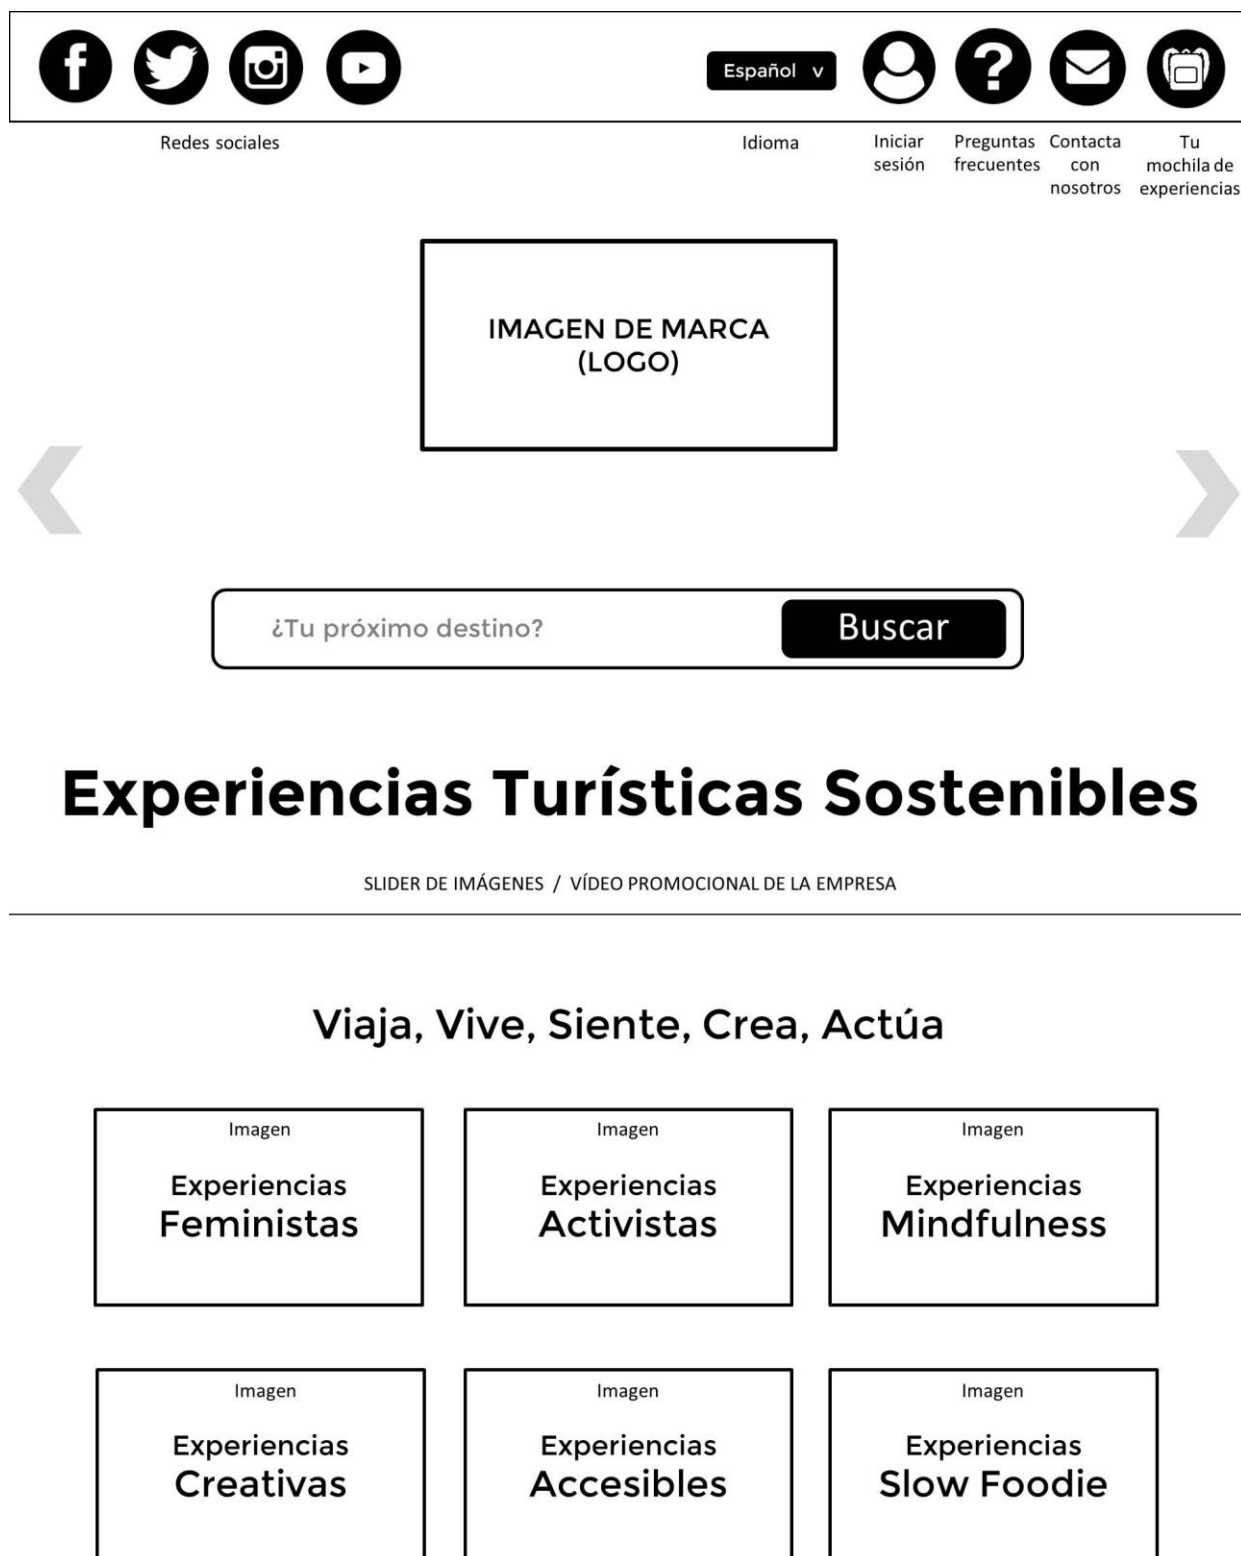 Español v
Redes sociales
Idioma
Iniciar
sesión
Preguntas
frecuentes
Contacta
con
nosotros
Tu
mochila de
experiencias
IMAGEN DE MARCA
(LOGO)
¿Tu próximo destino?
Buscar
Experiencias Turísticas Sostenibles
SLIDER DE IMÁGENES / VÍDEO PROMOCIONAL DE LA EMPRESA
Viaja, Vive, Siente, Crea, Actúa
Imagen
Experiencias
Feministas
Imagen
Experiencias
Activistas
Imagen
Experiencias
Mindfulness
Imagen
Experiencias
Creativas
Imagen
Experiencias
Accesibles
Imagen
Experiencias
Slow Foodie